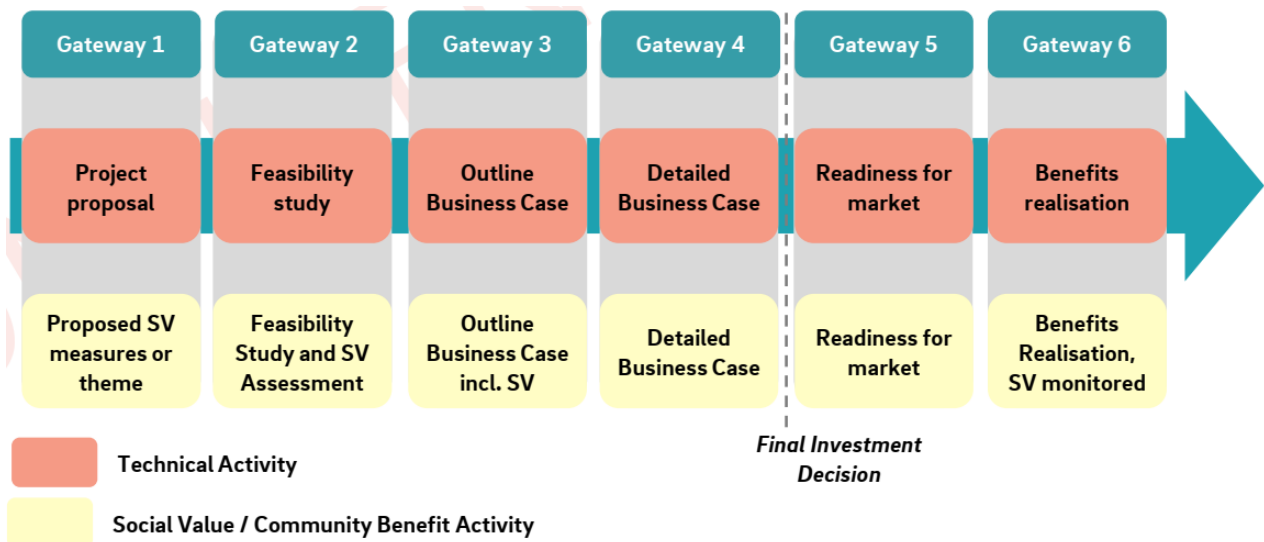 Gateway 1
Gateway 2
Gateway 3
Gateway 4
Gateway 5
Gateway 6
Project
proposal
Feasibility
study
Outline
Business Case
Detailed
Business Case
Readiness for
market
Benefits
realisation
Proposed SV
measures or
theme
Feasibility
Study and SV
Assessment
Outline
Business Case
incl. SV
Detailed
Business Case
Readiness for
market
Benefits
Realisation,
SV monitored
Final Investment
Decision
Technical Activity
Social Value / Community Benefit Activity